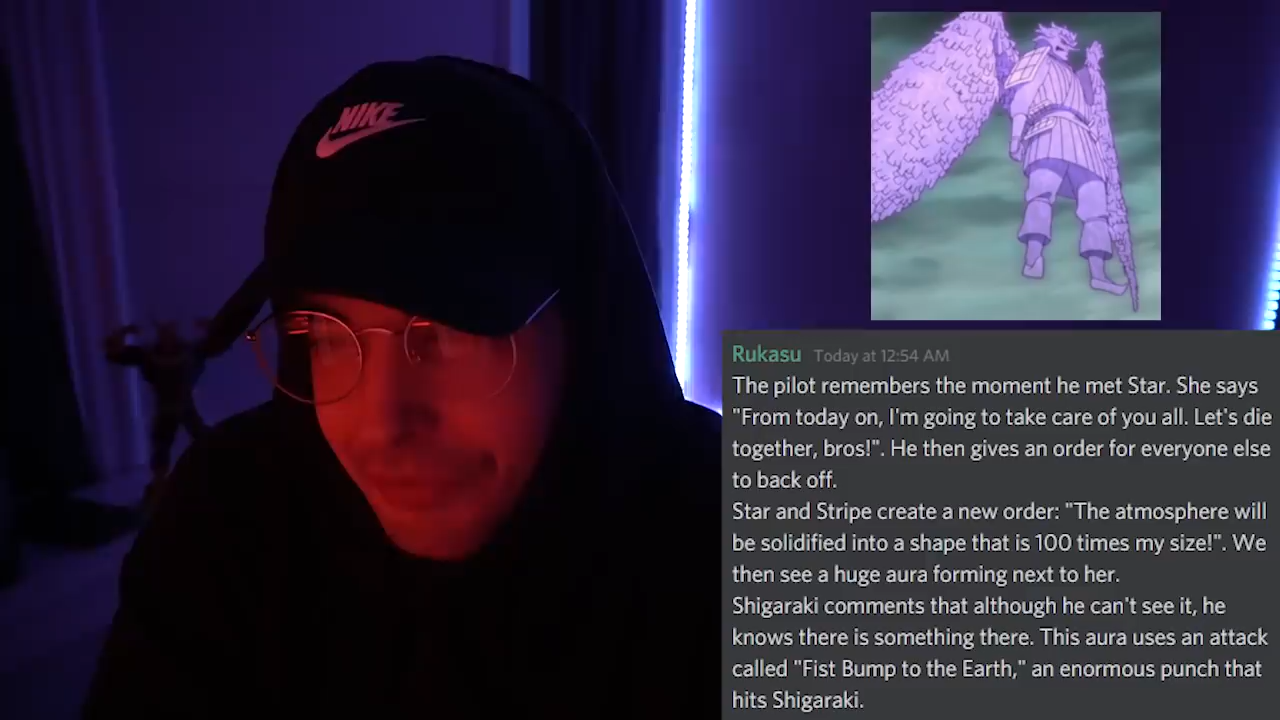 NIKE
Rukasu Today at 12:54 AM
The pilot remembers the moment he met Star. She says
"From today on, I'm going to take care of you all. Let's die
together, bros!". He then gives an order for everyone else
to back off.
Star and Stripe create a new order: "The atmosphere will
be solidified into a shape that is 100 times my size!". We
then see a huge aura forming next to her.
Shigaraki comments that although he can't see it, he
knows there is something there. This aura uses an attack
called "Fist Bump to the Earth," an enormous punch that
hits Shigaraki.